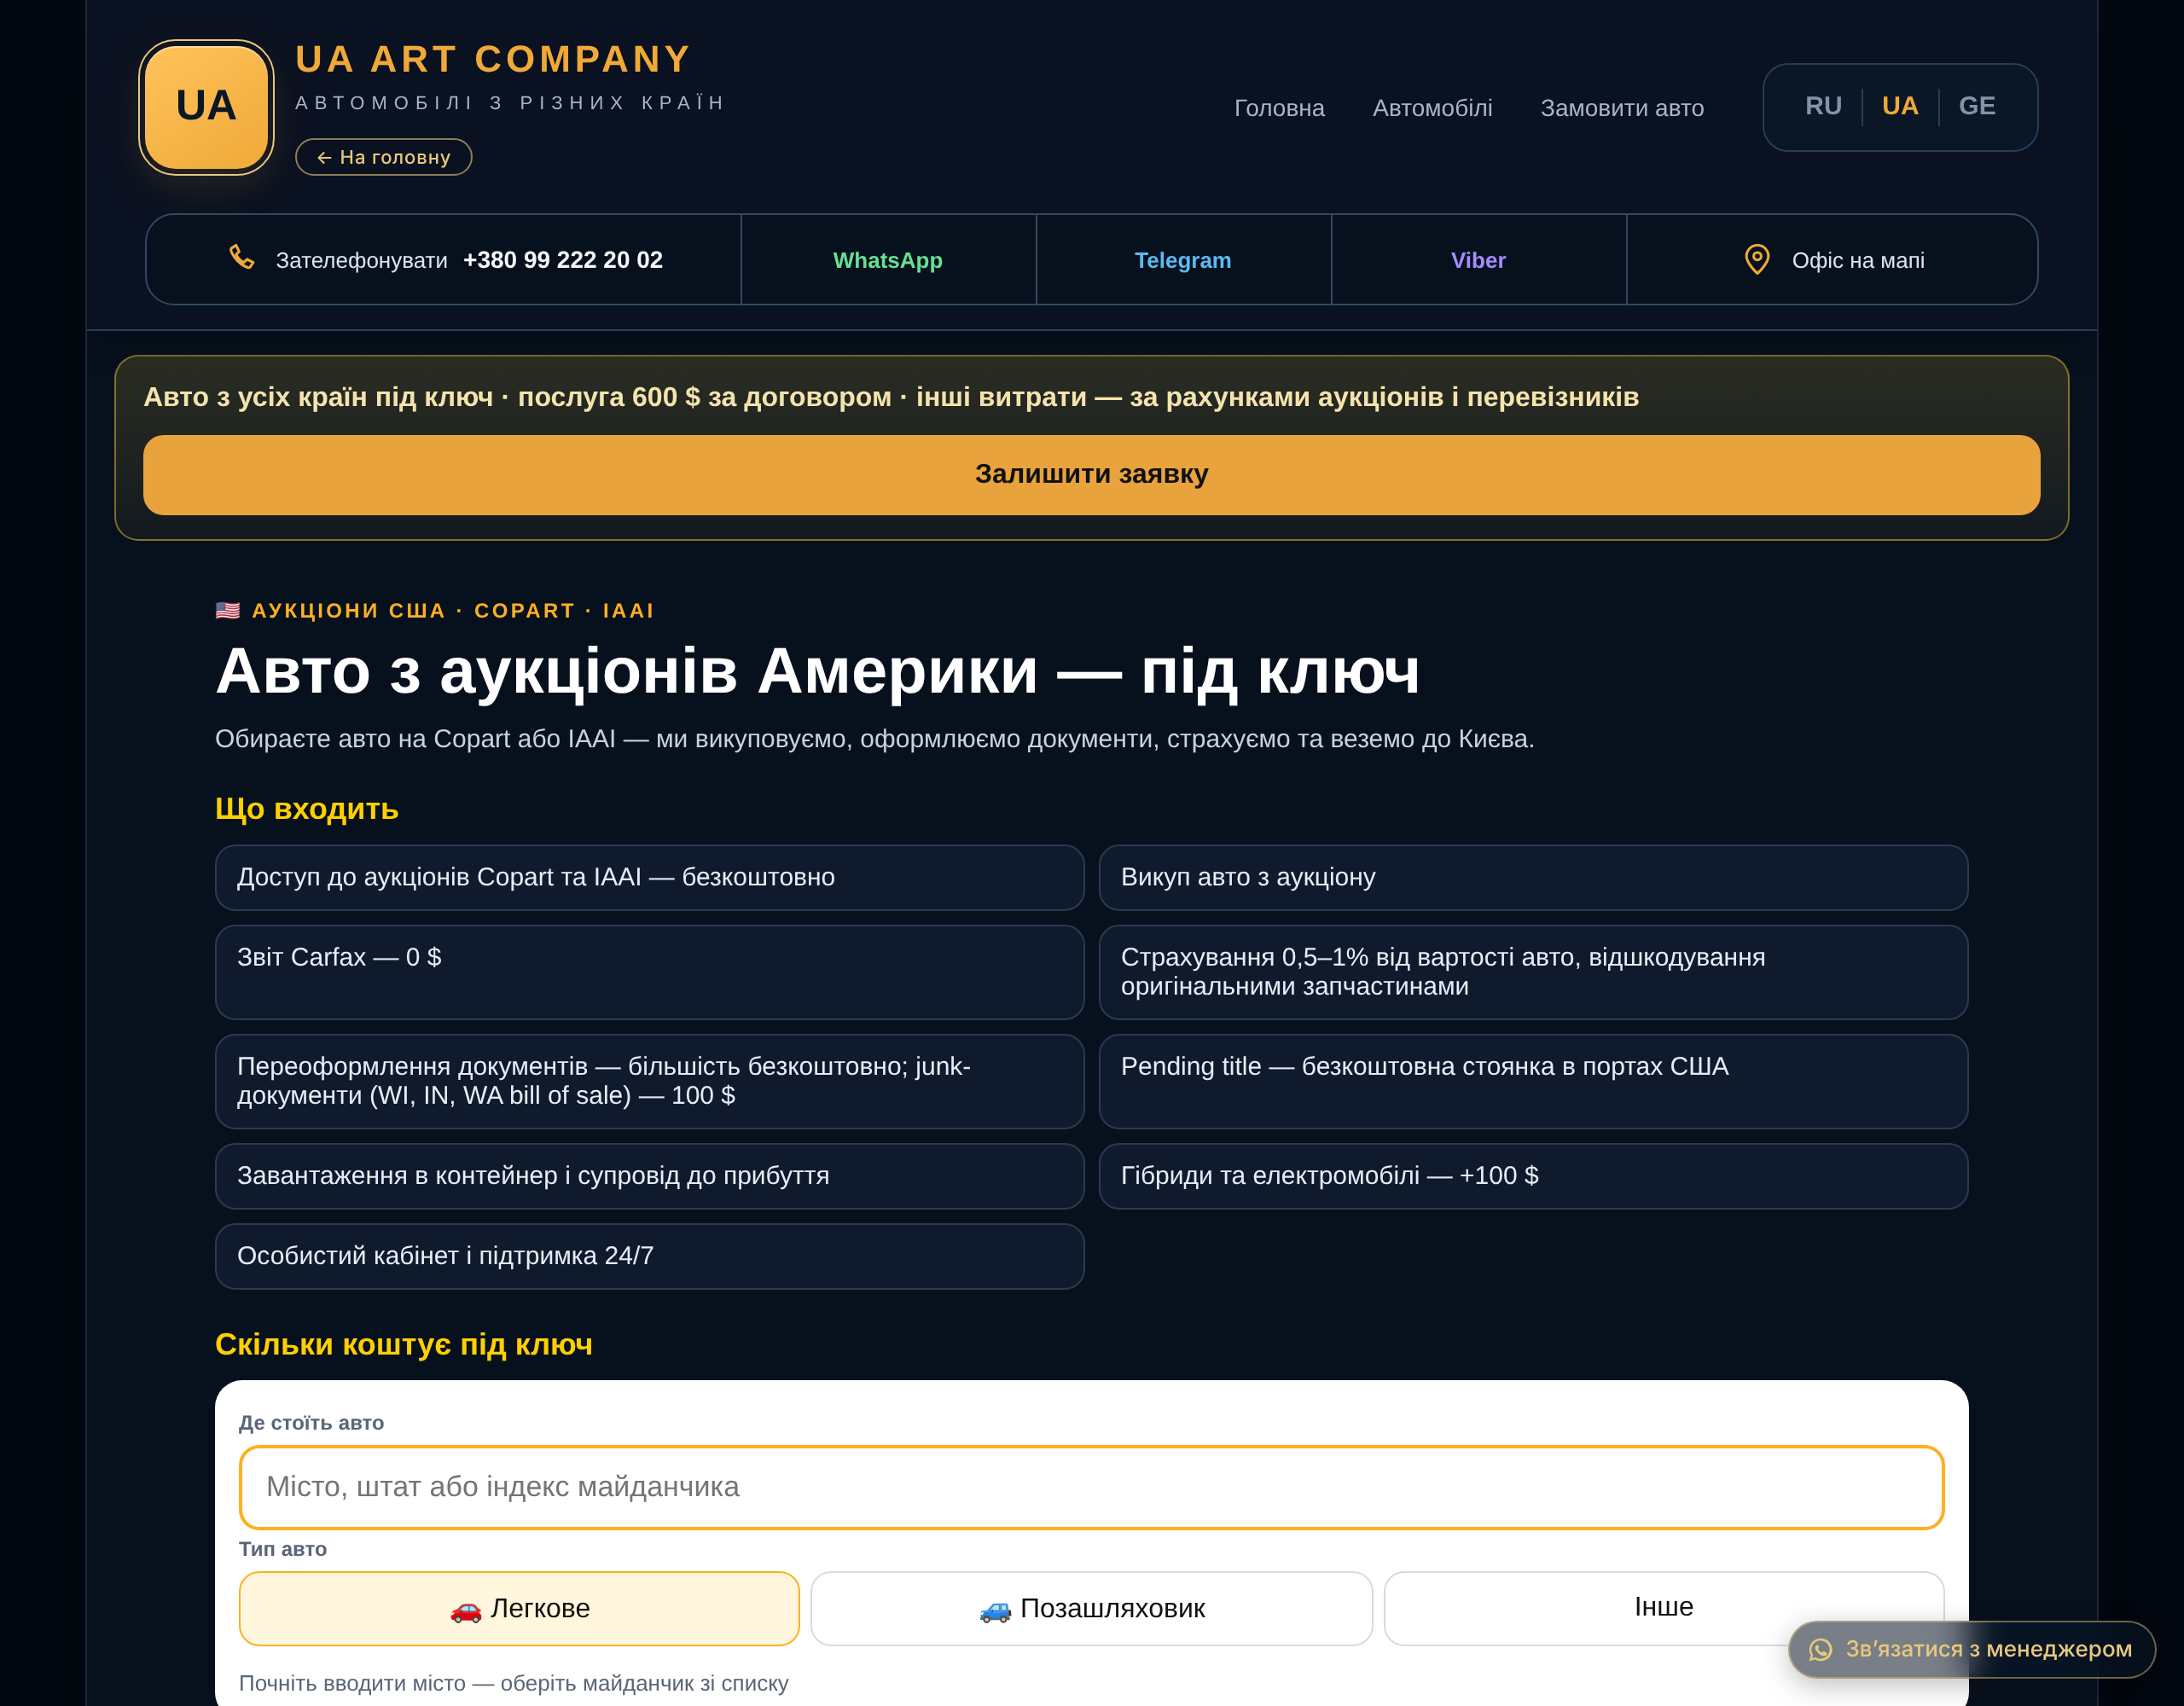 UA
UA ART COMPANY
АВТОМОБІЛІ З РІЗНИХ КРАЇН
← На головну
Головна
Автомобілі
Замовити авто
RU
UA
GE
Зателефонувати +380 99 222 20 02
WhatsApp
Telegram
Viber
Офіс на мапі
Авто з усіх країн під ключ · послуга 600 $ за договором · інші витрати — за рахунками аукціонів і перевізників
Залишити заявку
🇺🇸 АУКЦІОНИ США · COPART · IAAI
Авто з аукціонів Америки — під ключ
Обираєте авто на Copart або IAAI — ми викуповуємо, оформлюємо документи, страхуємо та веземо до Києва.
Що входить
Доступ до аукціонів Copart та IAAI — безкоштовно
Викуп авто з аукціону
Звіт Carfax — 0 $
Страхування 0,5–1% від вартості авто, відшкодування
оригінальними запчастинами
Переоформлення документів — більшість безкоштовно; junk-
документи (WI, IN, WA bill of sale) — 100 $
Pending title — безкоштовна стоянка в портах США
Завантаження в контейнер і супровід до прибуття
Гібриди та електромобілі — +100 $
Особистий кабінет і підтримка 24/7
Скільки коштує під ключ
Де стоїть авто
Місто, штат або індекс майданчика
Тип авто
🚗 Легкове
🚙 Позашляховик
Інше
Зв’язатися з менеджером
Почніть вводити місто — оберіть майданчик зі списку